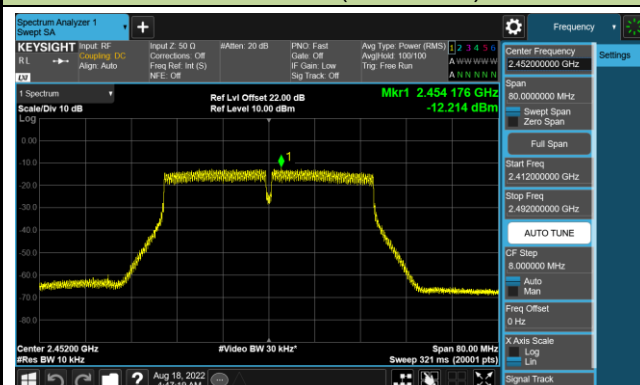 Spectrum Analyzer 1
Swept SA
Frequency
KEYSIGHT
RL
Input: RF
Coupling: DC
Align: Auto
Input Z: 50 Ω
Corrections: Off
Freq Ref: Int (S)
NFE: Off
#Atten: 20 dB
PNO: Fast
Gate: Off
IF Gain: Low
Sig Track: Off
Avg Type: Power (RMS)
Avg|Hold: 100/100
Trig: Free Run
1 2 3 4 5 6
A W W W W W
A N N N N N
1 Spectrum
Scale/Div 10 dB
Log
Ref Lvl Offset 22.00 dB
Ref Level 10.00 dBm
Mkr1 2.454 176 GHz
-12.214 dBm
0.00
-10.0
-20.0
-30.0
-40.0
-50.0
-60.0
-70.0
-80.0
1
Center 2.45200 GHz
#Res BW 10 kHz
#Video BW 30 kHz*
Span 80.00 MHz
Sweep 321 ms (20001 pts)
Aug 18, 2022
Center Frequency
2.452000000 GHz
Settings
Span
80.0000000 MHz
Swept Span
Zero Span
Full Span
Start Freq
2.412000000 GHz
Stop Freq
2.492000000 GHz
AUTO TUNE
CF Step
8.000000 MHz
Auto
Man
Freq Offset
0 Hz
X Axis Scale
Log
Lin
Signal Track